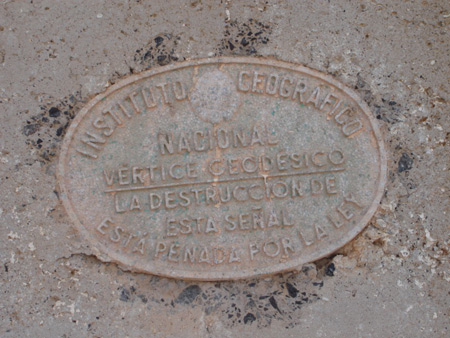 INSTITUTO GEOGRAFICO
NACIONAL
VERTICE GEODESICO
LA DESTRUCCION DE
ESTA SEÑAL
ESTA PENADA POR LA LEY